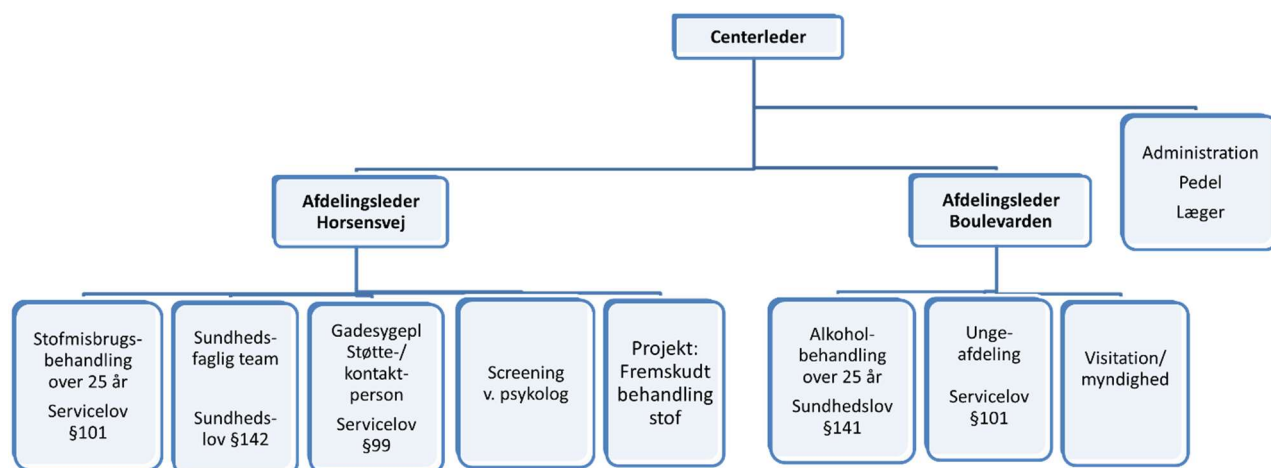 Centerleder
Administration
Pedel
Læger
Afdelingsleder
Horsensvej
Afdelingsleder
Boulevarden
Stofmisbrugs-
behandling
over 25 år
Servicelov
§101
Sundheds-
faglig team
Sundheds-
lov §142
Gadesygepl
Støtte-/
kontakt-
person
Servicelov
§99
Screening
v. psykolog
Projekt:
Fremskudt
behandling
stof
Alkohol-
behandling
over 25 år
Sundhedslov
§141
Unge-
afdeling
Servicelov
§101
Visitation/
myndighed